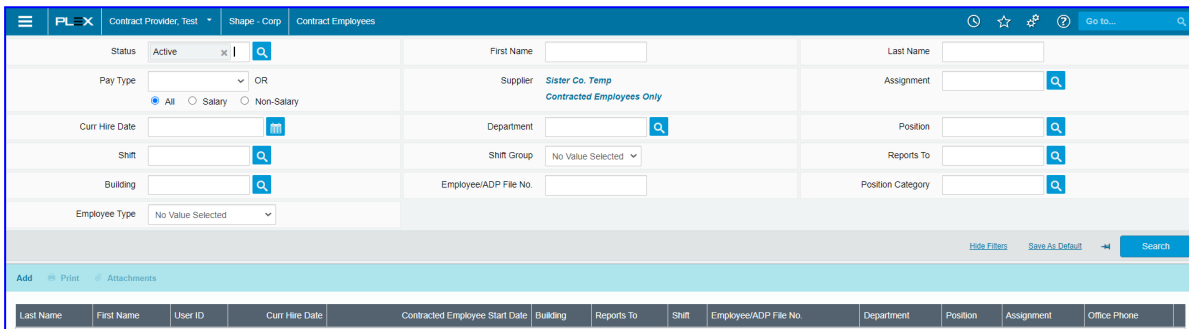 PLEX Contract Provider, Test Shape - Corp Contract Employees Go to...
Status Active x First Name Last Name
Pay Type OR Supplier Sister Co. Temp Assignment
All Salary Non-Salary Contracted Employees Only
Curr Hire Date Department Position
Shift Shift Group No Value Selected Reports To
Building Employee/ADP File No. Position Category
Employee Type No Value Selected
Hide Filters Save As Default Search
Add Print Attachments
Last Name First Name User ID Curr Hire Date Contracted Employee Start Date Building Reports To Shift Employee/ADP File No. Department Position Assignment Office Phone